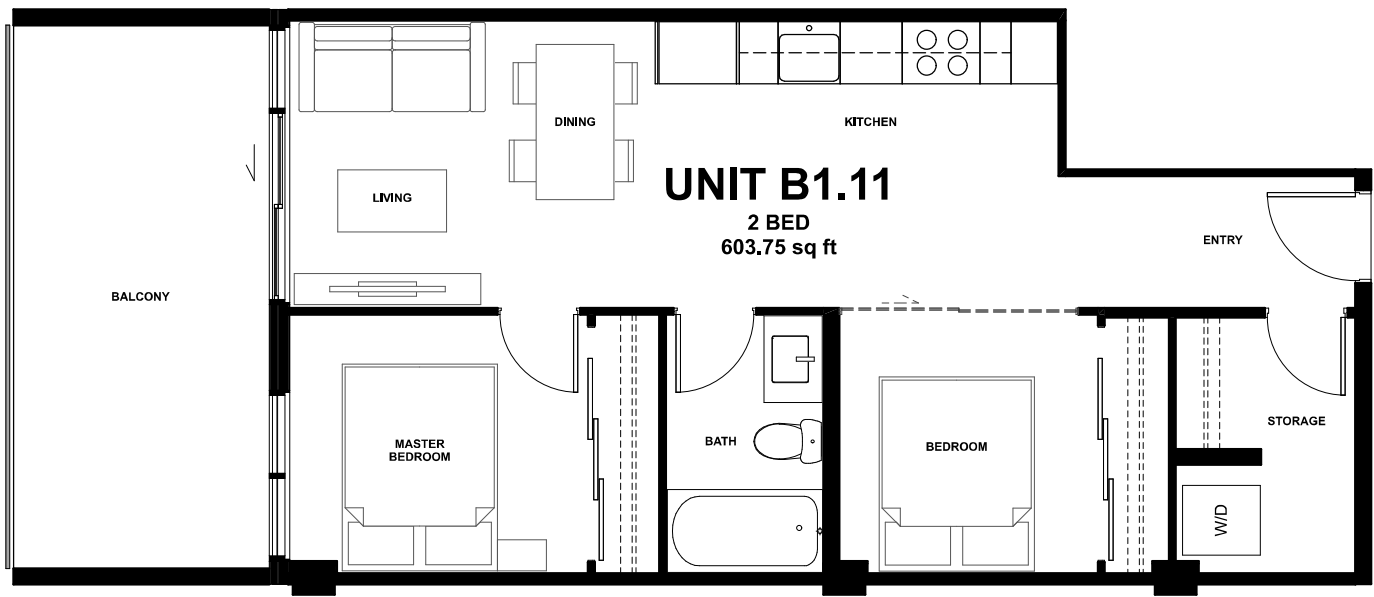 DINING
KITCHEN
UNIT B1.11
2 BED
603.75 sq ft
LIVING
ENTRY
BALCONY
MASTER
BEDROOM
BATH
BEDROOM
STORAGE
W/D